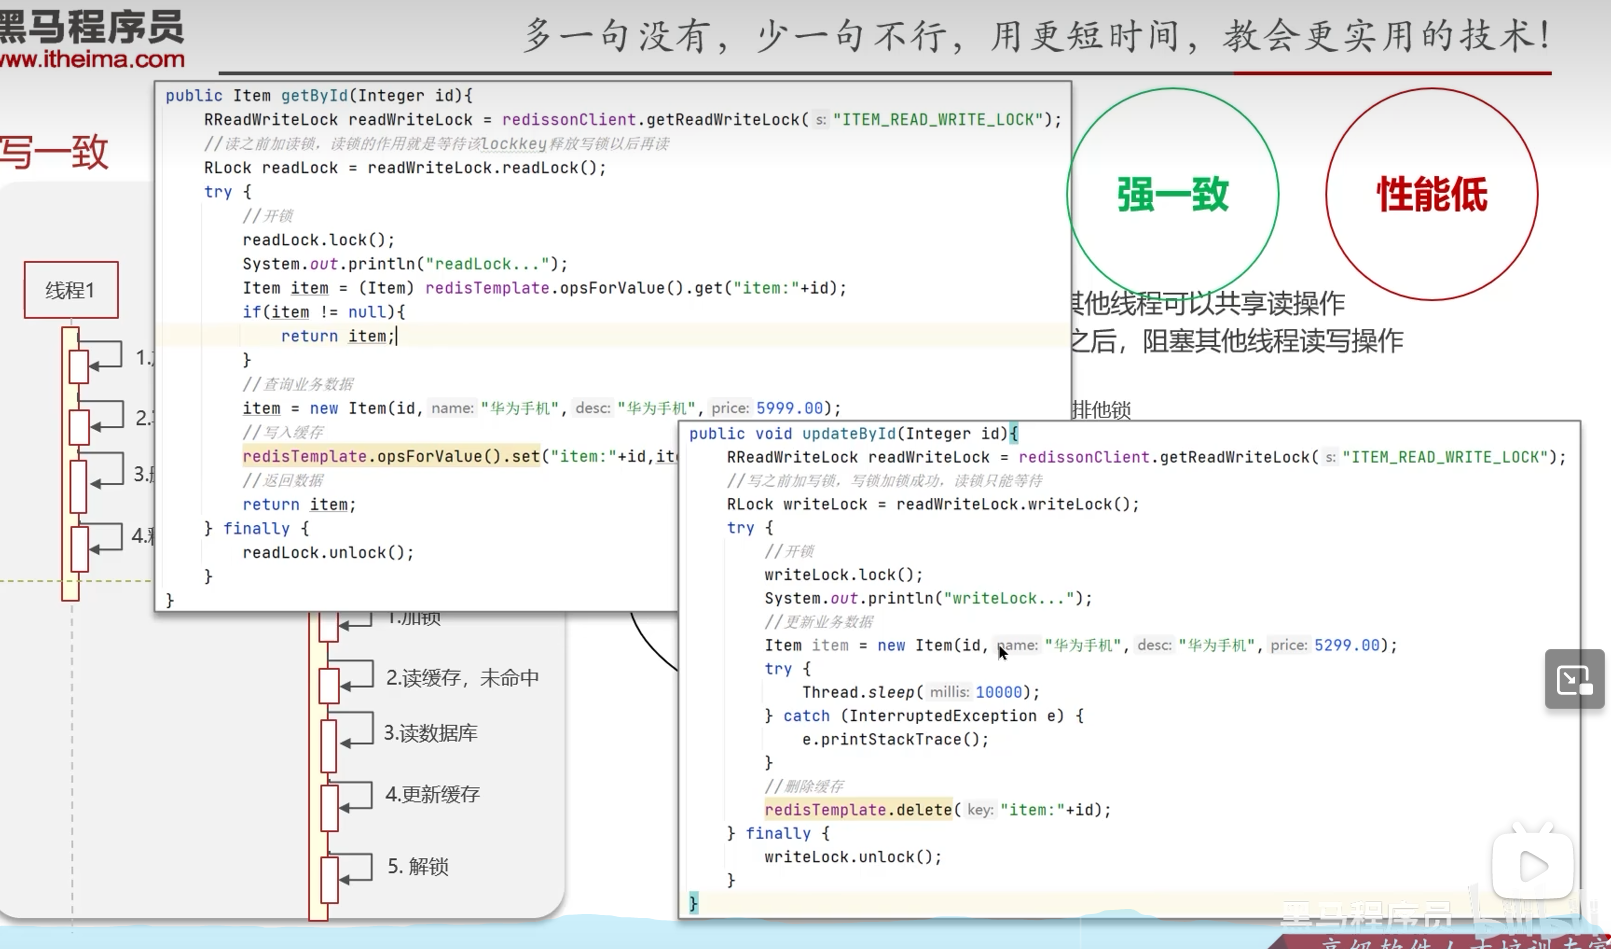 黑马程序员
www.itheima.com
多一句没有，少一句不行，用更短时间，教会更实用的技术！
写一致
强一致
性能低
其他线程可以共享读操作
之后，阻塞其他线程读写操作
排他锁
线程1
1.
2.
3.
4.
public Item getById(Integer id){
RReadWriteLock readWriteLock = redissonClient.getReadWriteLock( s: "ITEM_READ_WRITE_LOCK");
//读之前加读锁，读锁的作用就是等待该lockkey释放写锁以后再读
RLock readLock = readWriteLock.readLock();
try {
//开锁
readLock.lock();
System.out.println("readLock...");
Item item = (Item) redisTemplate.opsForValue().get("item:"+id);
if(item != null){
return item;
}
//查询业务数据
item = new Item(id, name: "华为手机", desc: "华为手机", price: 5999.00);
//写入缓存
redisTemplate.opsForValue().set("item:"+id,ite
//返回数据
return item;
} finally {
readLock.unlock();
}
}
public void updateById(Integer id){
RReadWriteLock readWriteLock = redissonClient.getReadWriteLock( s: "ITEM_READ_WRITE_LOCK");
//写之前加写锁，写锁加锁成功，读锁只能等待
RLock writeLock = readWriteLock.writeLock();
try {
//开锁
writeLock.lock();
System.out.println("writeLock...");
//更新业务数据
Item item = new Item(id, name: "华为手机", desc: "华为手机", price: 5299.00);
try {
Thread.sleep( millis: 10000);
} catch (InterruptedException e) {
e.printStackTrace();
}
//删除缓存
redisTemplate.delete( key: "item:"+id);
} finally {
writeLock.unlock();
}
}
1.加锁
2.读缓存，未命中
3.读数据库
4.更新缓存
5. 解锁
黑马程序员
高级软件人才培训专家